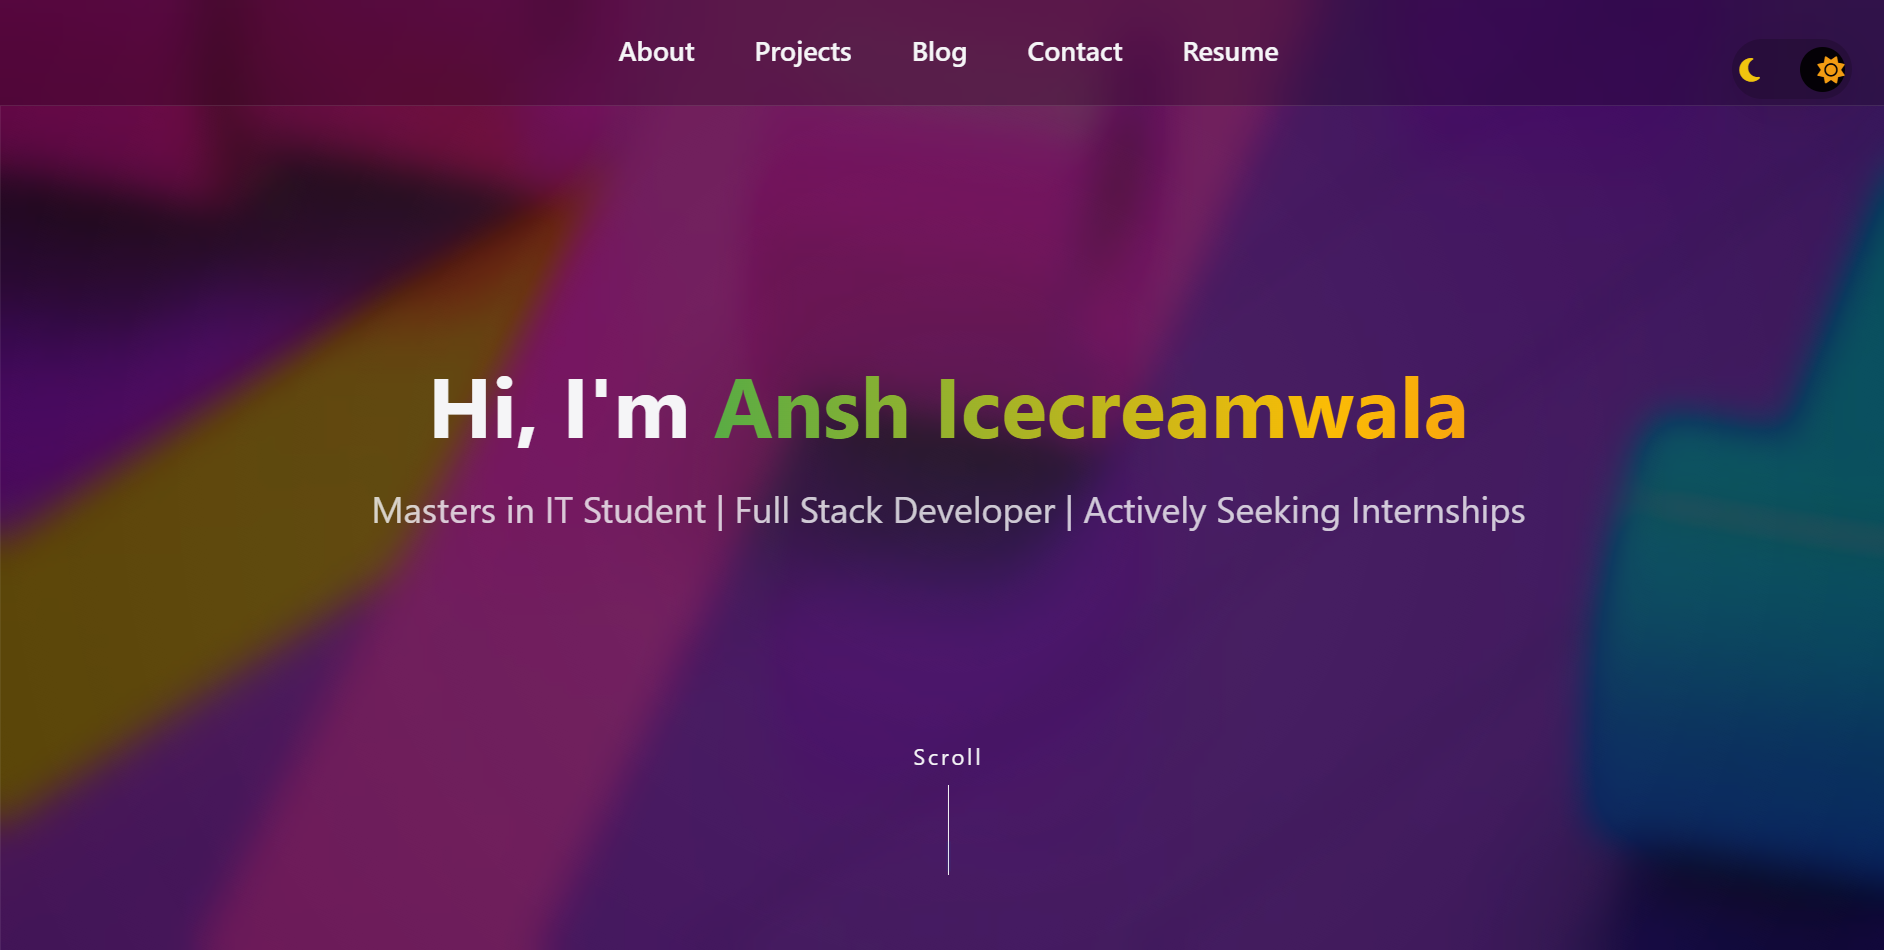 About Projects Blog Contact Resume
Hi, I'm Ansh Icecreamwala
Masters in IT Student | Full Stack Developer | Actively Seeking Internships
Scroll